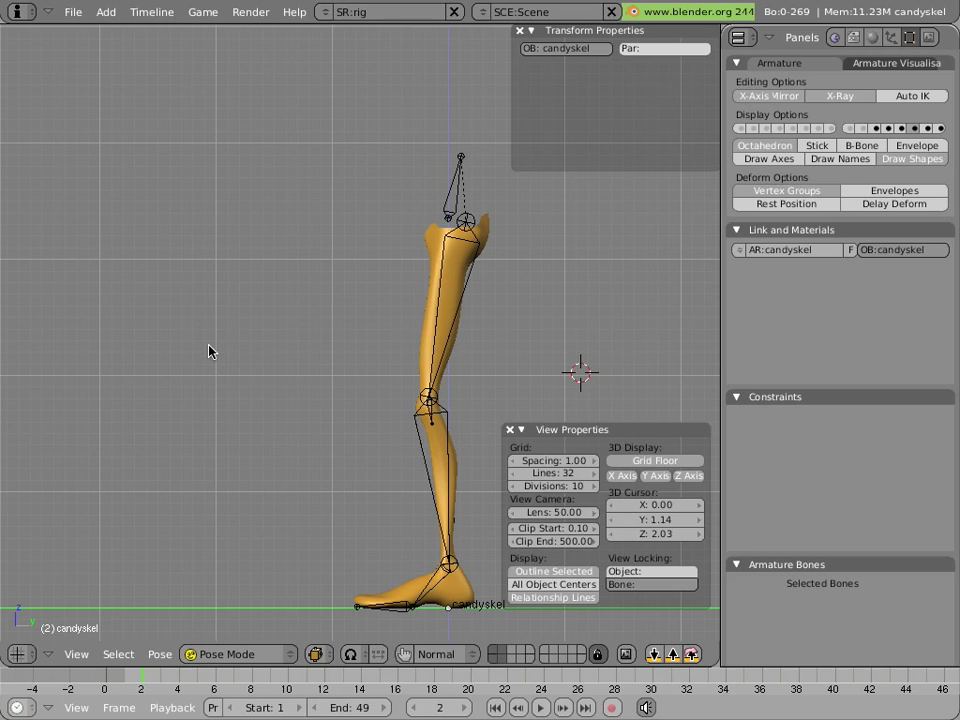 File Add Timeline Game Render Help SR:rig SCE:Scene www.blender.org 244 Bo:0-269 | Mem:11.23M candyskel
Transform Properties
OB: candyskel Par:
Panels
Armature Armature Visualisa
Editing Options
X-Axis Mirror X-Ray Auto IK
Display Options
Octahedron Stick B-Bone Envelope
Draw Axes Draw Names Draw Shapes
Deform Options
Vertex Groups Envelopes
Rest Position Delay Deform
Link and Materials
AR:candyskel F OB:candyskel
Constraints
Armature Bones
Selected Bones
View Properties
Grid: 3D Display:
Spacing: 1.00 Grid Floor
Lines: 32 X Axis Y Axis Z Axis
Divisions: 10
View Camera: 3D Cursor:
Lens: 50.00 X: 0.00
Y: 1.14
Clip Start: 0.10 Z: 2.03
Clip End: 500.00
Display: View Locking:
Outline Selected Object:
All Object Centers Bone:
Relationship Lines
candyskel
z
y
(2) candyskel
View Select Pose Pose Mode Normal
-4 -2 0 2 4 6 8 10 12 14 16 18 20 22 24 26 28 30 32 34 34 36 38 40 42 44 46
View Frame Playback Pr Start: 1 End: 49 2